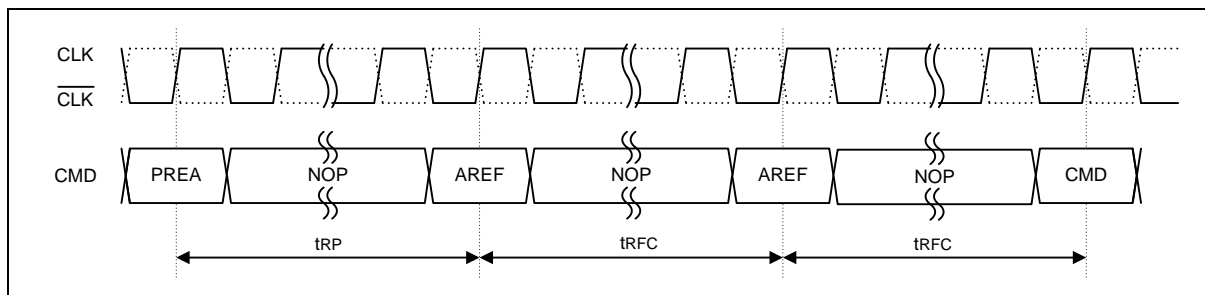 CLK
CLK
CMD PREA NOP AREF NOP AREF NOP CMD
tRP tRFC tRFC